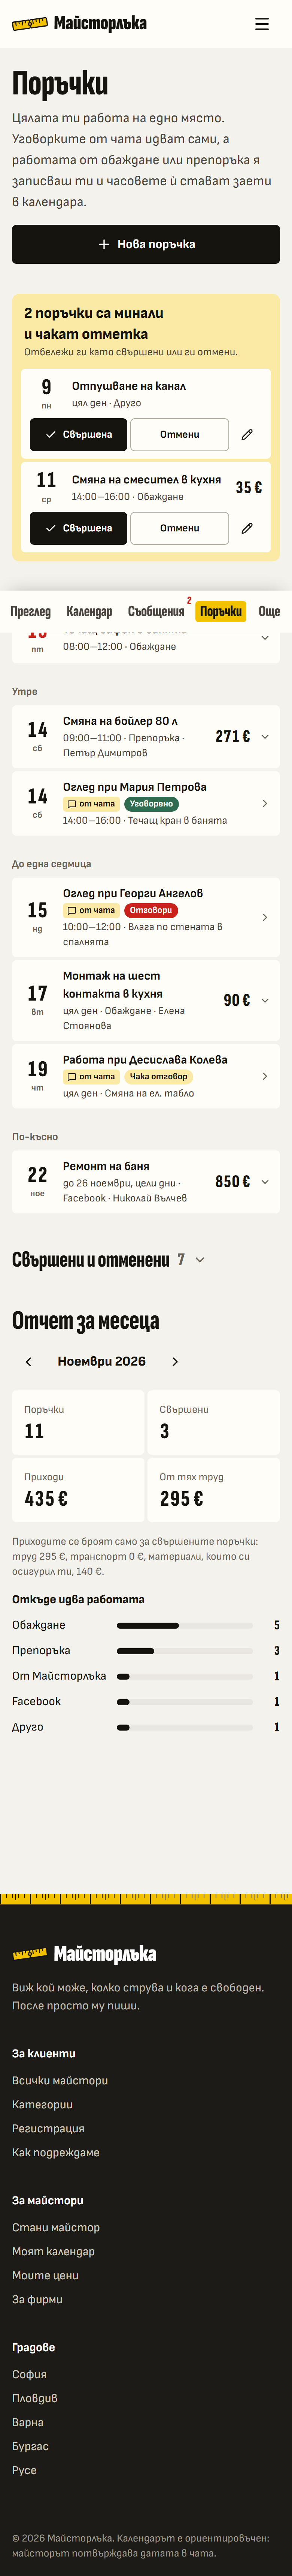 Майсторлъка
Поръчки
Цялата ти работа на едно място.
Уговорките от чата идват сами, а
работата от обаждане или препоръка я
записваш ти и часовете ѝ стават заети
в календара.
Нова поръчка
2 поръчки са минали
и чакат отметка
Отбележи ги като свършени или ги отмени.
9
пн
Отпушване на канал
цял ден · Друго
Свършена
Отмени
11
ср
Смяна на смесител в кухня
14:00–16:00 · Обаждане
35 €
Свършена
Отмени
Преглед
Календар
Съобщения
2
Поръчки
Още
пт
08:00–12:00 · Обаждане
Утре
14
сб
Смяна на бойлер 80 л
09:00–11:00 · Препоръка ·
Петър Димитров
271 €
14
сб
Оглед при Мария Петрова
от чата
Уговорено
14:00–16:00 · Течащ кран в банята
До една седмица
15
нд
Оглед при Георги Ангелов
от чата
Отговори
10:00–12:00 · Влага по стената в
спалнята
17
вт
Монтаж на шест
контакта в кухня
цял ден · Обаждане · Елена
Стоянова
90 €
19
чт
Работа при Десислава Колева
от чата
Чака отговор
цял ден · Смяна на ел. табло
По-късно
22
ное
Ремонт на баня
до 26 ноември, цели дни ·
Facebook · Николай Вълчев
850 €
Свършени и отменени 7
Отчет за месеца
Ноември 2026
Поръчки
11
Свършени
3
Приходи
435 €
От тях труд
295 €
Приходите се броят само за свършените поръчки:
труд 295 €, транспорт 0 €, материали, които си
осигурил ти, 140 €.
Откъде идва работата
Обаждане 5
Препоръка 3
От Майсторлъка 1
Facebook 1
Друго 1
Майсторлъка
Виж кой може, колко струва и кога е свободен.
После просто му пиши.
За клиенти
Всички майстори
Категории
Регистрация
Как подреждаме
За майстори
Стани майстор
Моят календар
Моите цени
За фирми
Градове
София
Пловдив
Варна
Бургас
Русе
© 2026 Майсторлъка. Календарът е ориентировъчен:
майсторът потвърждава датата в чата.